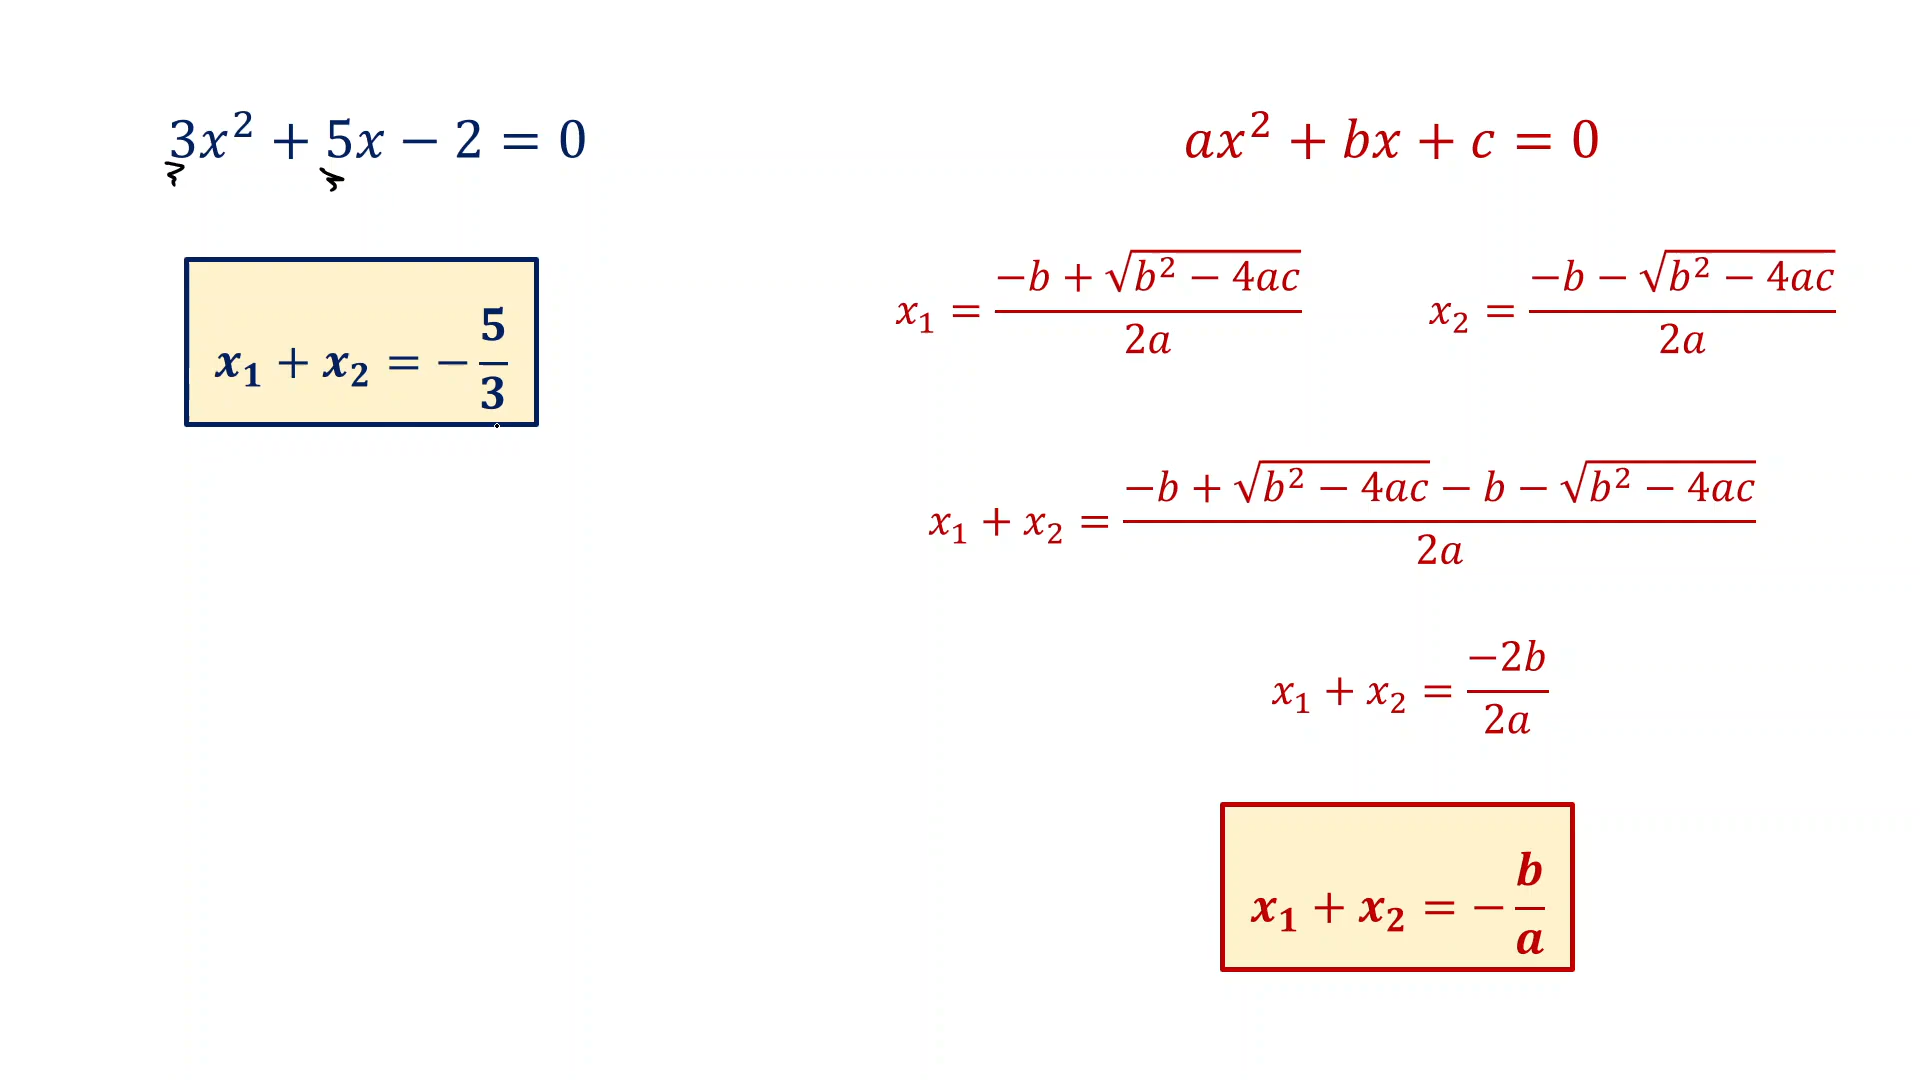 3x² + 5x − 2 = 0
x₁ + x₂ = − 5/3
ax² + bx + c = 0
x₁ = (−b + √(b² − 4ac))/(2a)
x₂ = (−b − √(b² − 4ac))/(2a)
x₁ + x₂ = (−b + √(b² − 4ac) − b − √(b² − 4ac))/(2a)
x₁ + x₂ = (−2b)/(2a)
x₁ + x₂ = − b/a